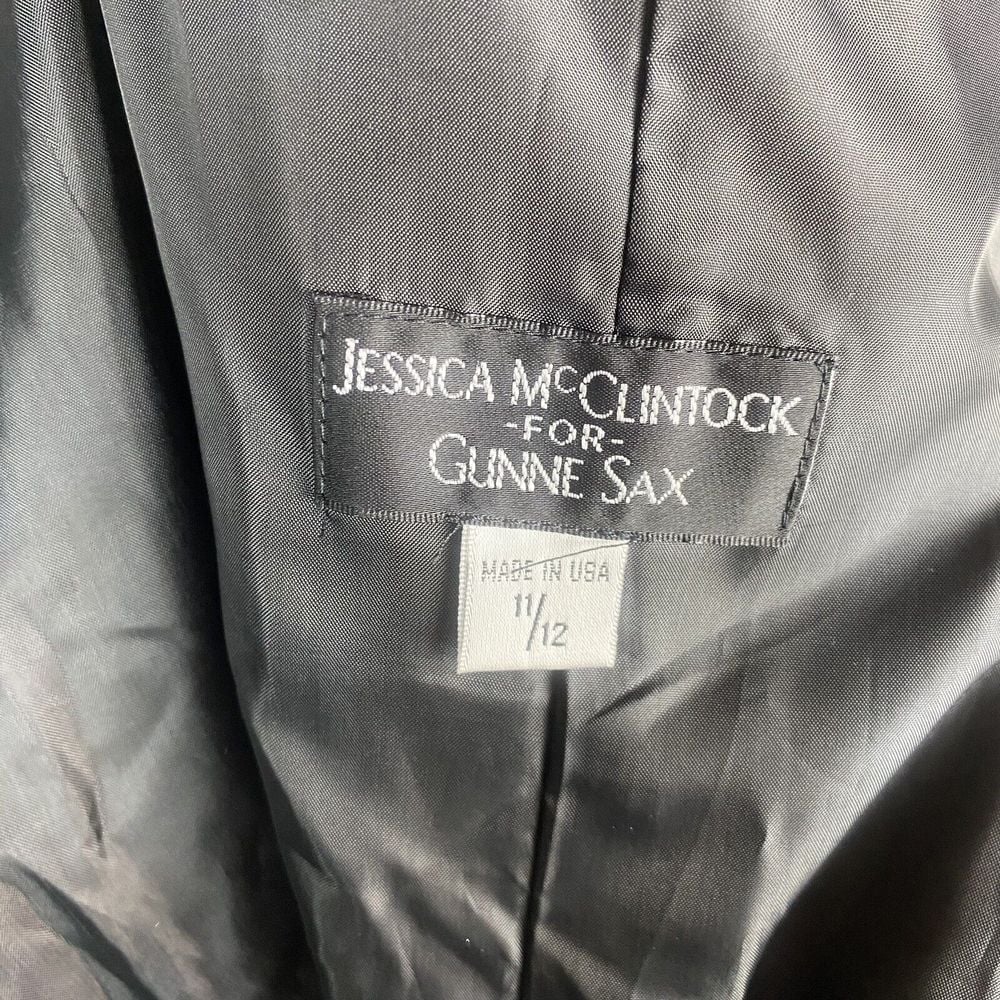 JESSICA McCLINTOCK
-FOR-
GUNNE SAX
MADE IN USA
11/12